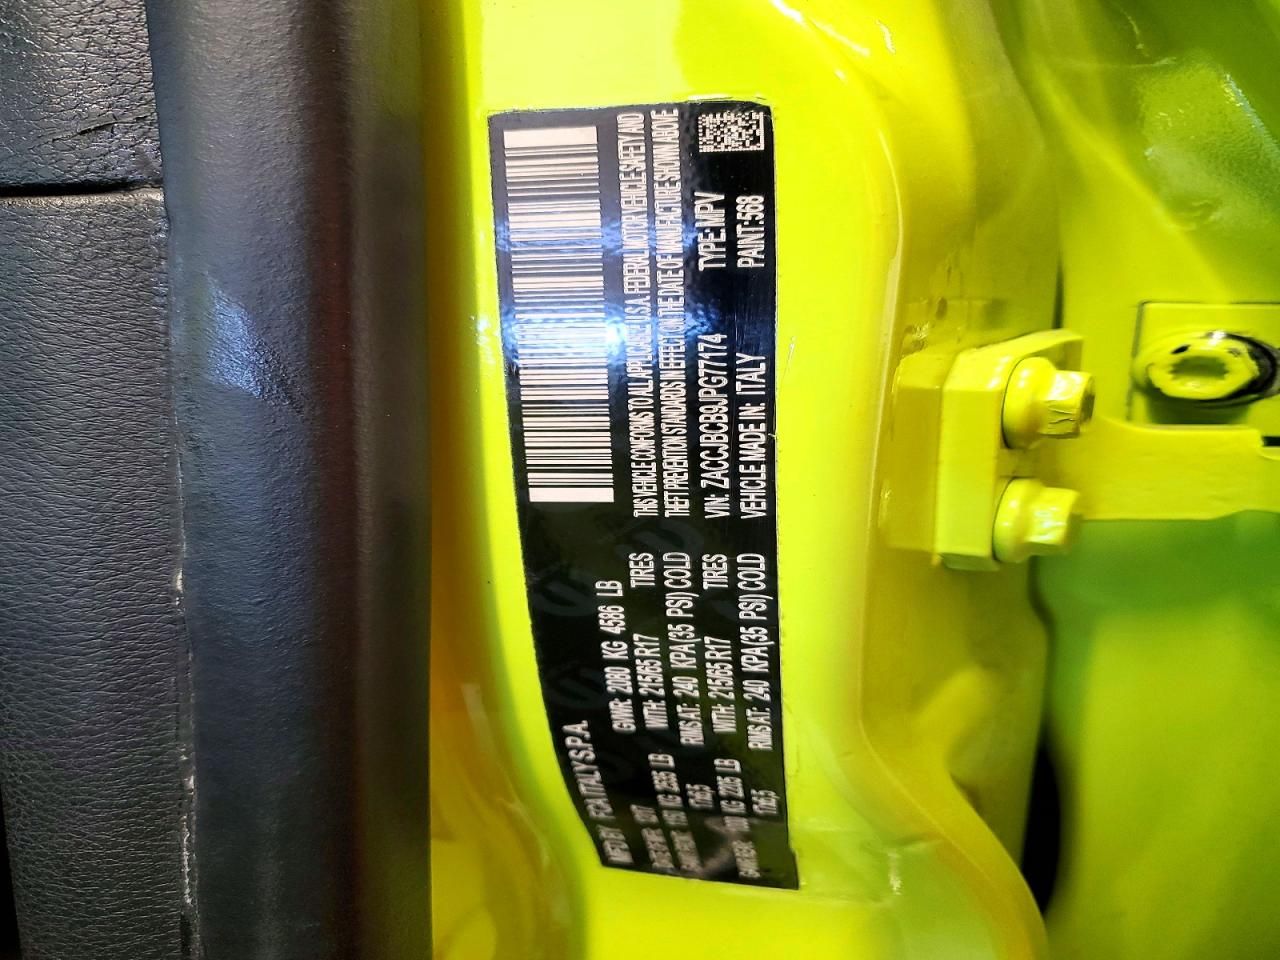 MFD BY FCA ITALY S.P.A.
GVWR: 2080 KG 4586 LB
WITH 215/65 R17 TIRES
RIMS AT: 240 KPA(35 PSI) COLD
WITH: 215/65 R17 TIRES
RIMS AT: 240 KPA(35 PSI) COLD
THIS VEHICLE CONFORMS TO ALL APPLICABLE U.S.A. FEDERAL MOTOR VEHICLE SAFETY AND
THEFT PREVENTION STANDARDS IN EFFECT ON THE DATE OF MANUFACTURE SHOWN ABOVE
VIN: ZACCJBCB9JPG77174 TYPE: MPV
VEHICLE MADE IN: ITALY PAINT:568